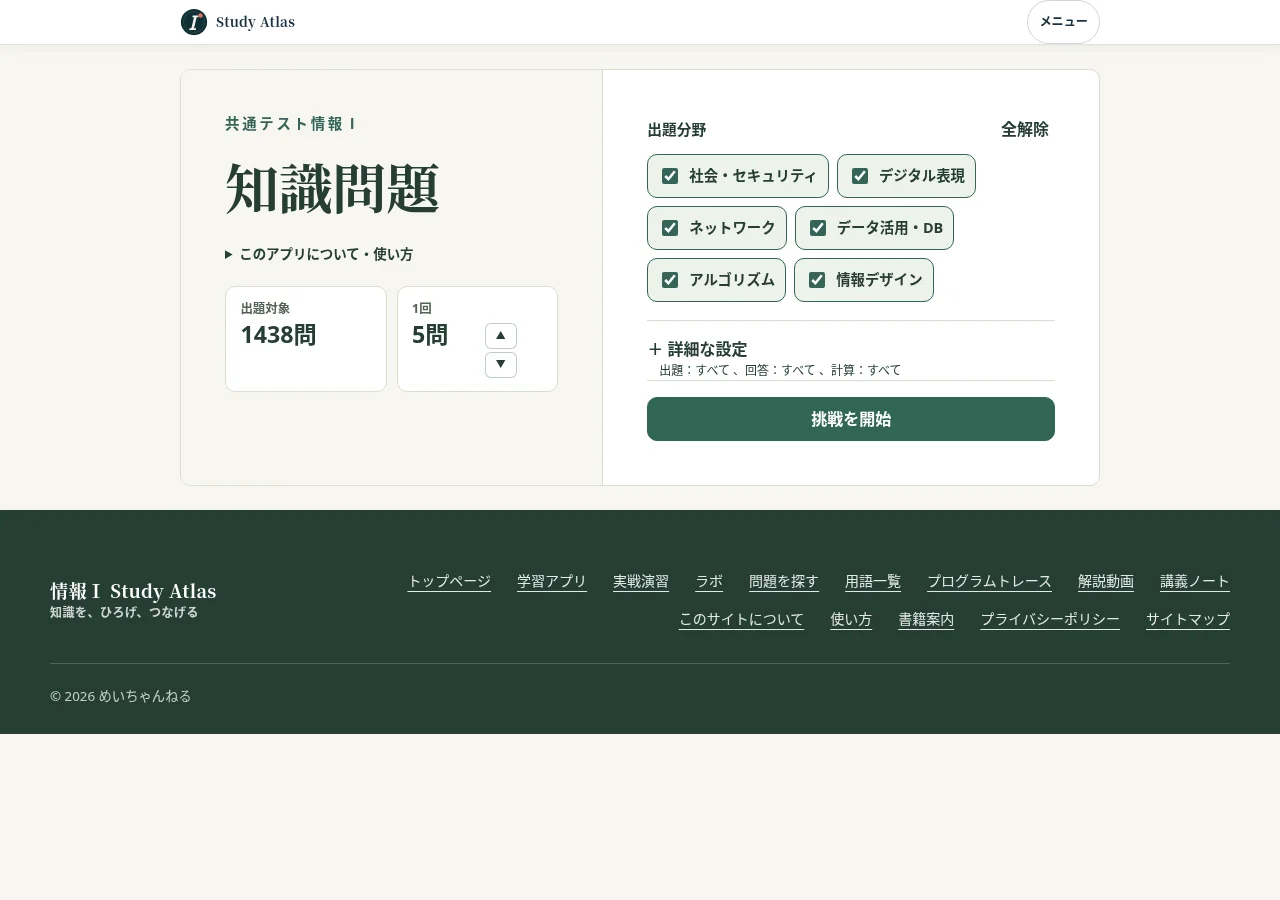 Study Atlas
メニュー
共通テスト情報Ⅰ
知識問題
▶ このアプリについて・使い方
出題対象
1438問
1回
5問
▲
▼
出題分野
全解除
社会・セキュリティ
デジタル表現
ネットワーク
データ活用・DB
アルゴリズム
情報デザイン
＋ 詳細な設定
出題：すべて 、回答：すべて 、計算：すべて
挑戦を開始
情報Ⅰ Study Atlas
知識を、ひろげ、つなげる
トップページ 学習アプリ 実戦演習 ラボ 問題を探す 用語一覧 プログラムトレース 解説動画 講義ノート
このサイトについて 使い方 書籍案内 プライバシーポリシー サイトマップ
© 2026 めいちゃんねる